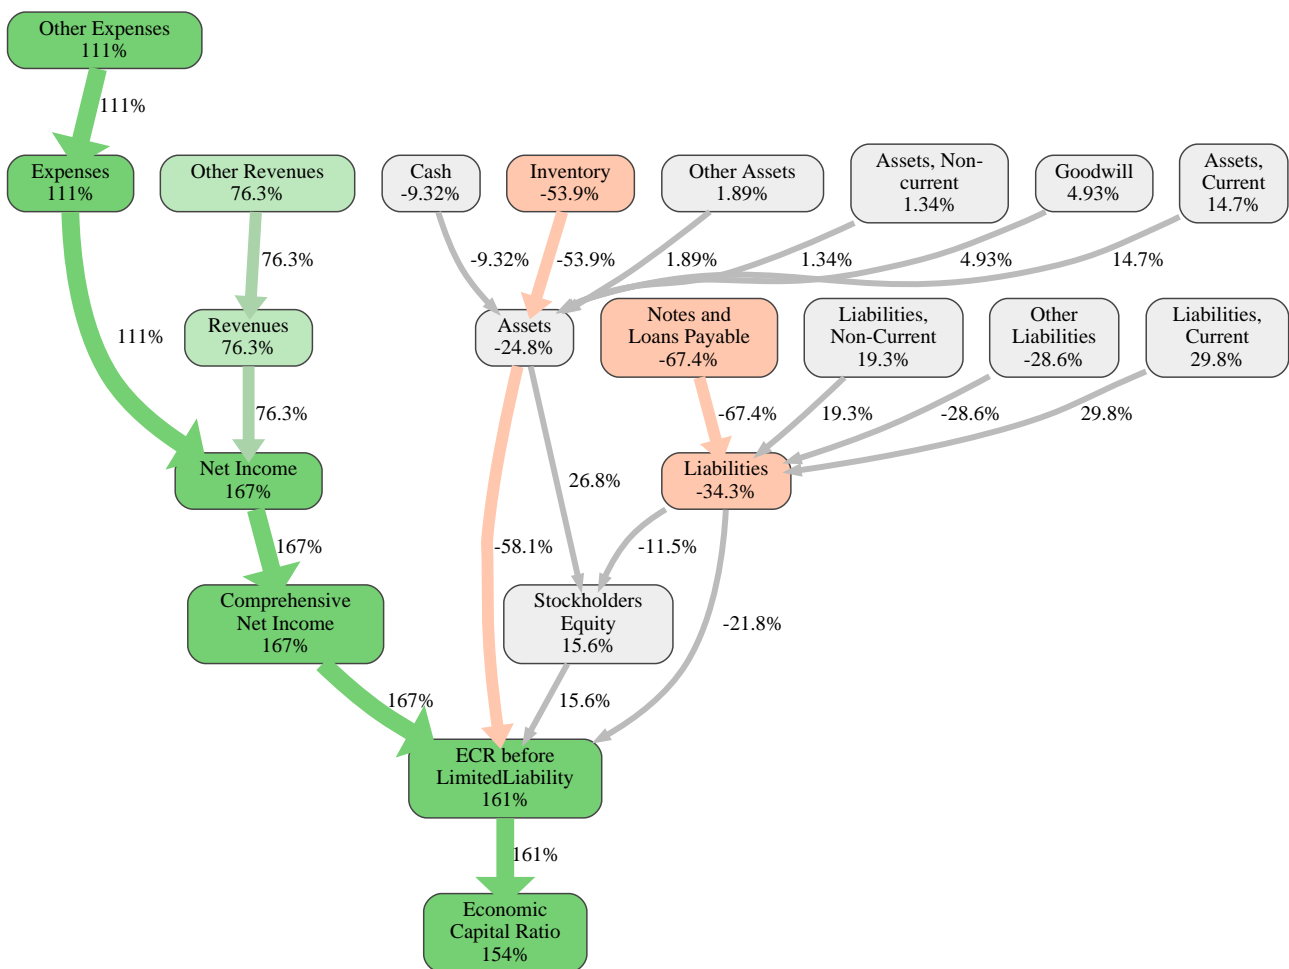 Other Expenses
111%
111%
Expenses
111%
Other Revenues
76.3%
Cash
-9.32%
Inventory
-53.9%
Other Assets
1.89%
Assets, Non-
current
1.34%
Goodwill
4.93%
Assets,
Current
14.7%
76.3%
-9.32%
-53.9%
1.89%
1.34%
4.93%
14.7%
111%
Revenues
76.3%
Assets
-24.8%
Notes and
Loans Payable
-67.4%
Liabilities,
Non-Current
19.3%
Other
Liabilities
-28.6%
Liabilities,
Current
29.8%
76.3%
-67.4%
19.3%
-28.6%
29.8%
Net Income
167%
26.8%
Liabilities
-34.3%
167%
-58.1%
-11.5%
-21.8%
Comprehensive
Net Income
167%
Stockholders
Equity
15.6%
167%
15.6%
ECR before
LimitedLiability
161%
161%
Economic
Capital Ratio
154%